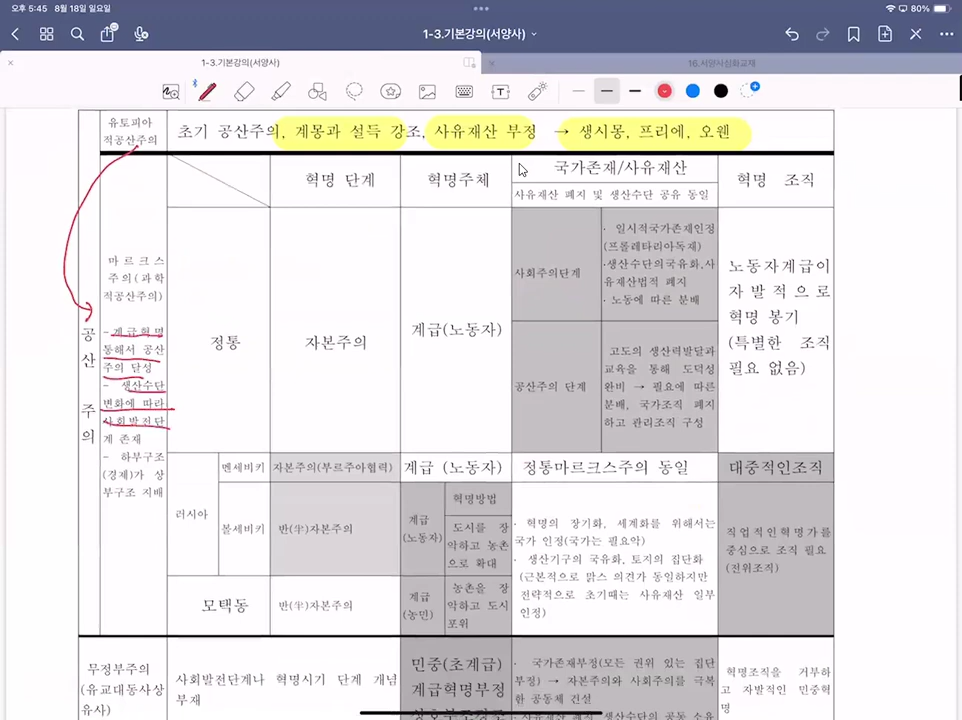 오후 5:45 8월 18일 일요일
80%
1-3.기본강의(서양사)
1-3.기본강의(서양사)
16.서양사심화교재
유토피아
적공산주의
초기 공산주의, 계몽과 설득 강조, 사유재산 부정 → 생시몽, 프리에, 오웬
혁명 단계
혁명주체
국가존재/사유재산
사유재산 폐지 및 생산수단 공유 동일
혁명 조직
공산 주의
마르크스
주의(과학
적공산주의)
- 계급혁명
통해서 공산
주의 달성
- 생산수단
변화에 따라
사회발전단
계 존재
- 하부구조
(경제)가 상
부구조 지배
정통
자본주의
계급(노동자)
사회주의단계
· 일시적국가존재인정
(프롤레타리아독재)
·생산수단의국유화,사
유재산법적 폐지
· 노동에 따른 분배
공산주의 단계
고도의 생산력발달과
교육을 통해 도덕성
완비 → 필요에 따른
분배, 국가조직 폐지
하고 관리조직 구성
노동자계급이
자발적으로
혁명 봉기
(특별한 조직
필요 없음)
러시아
멘세비키
자본주의(부르주아협력)
계급 (노동자)
정통마르크스주의 동일
대중적인조직
볼세비키
반(半)자본주의
계급
(노동자)
혁명방법
도시를 장
악하고 농촌
으로 확대
· 혁명의 장기화, 세계화를 위해서는
국가 인정(국가는 필요악)
· 생산기구의 국유화, 토지의 집단화
(근본적으로 맑스 의견가 동일하지만
전략적으로 초기때는 사유재산 일부
인정)
직업적인혁명가를
중심으로 조직 필요
(전위조직)
모택동
반(半)자본주의
계급
(농민)
농촌을 장
악하고 도시
포위
무정부주의
(유교대동사상
유사)
사회발전단계나 혁명시기 단계 개념
부재
민중(초계급)
계급혁명부정
상호부조강조
· 국가존재부정(모든 권위 있는 집단
부정) → 자본주의와 사회주의를 극복
한 공동체 건설
· 사유재산 폐지, 생산수단의 공동 소유
혁명조직을 거부하
고 자발적인 민중혁
명